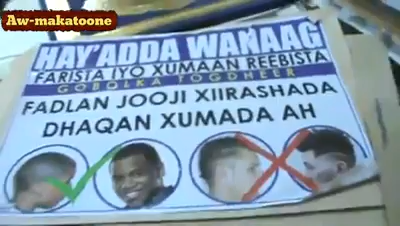 Aw-makatoone
HAY'ADDA WANAAG
FARISTA IYO XUMAAN REEBISTA
GOBOLKA TOGDHEER
FADLAN JOOJI XIIRASHADA
DHAQAN XUMADA AH